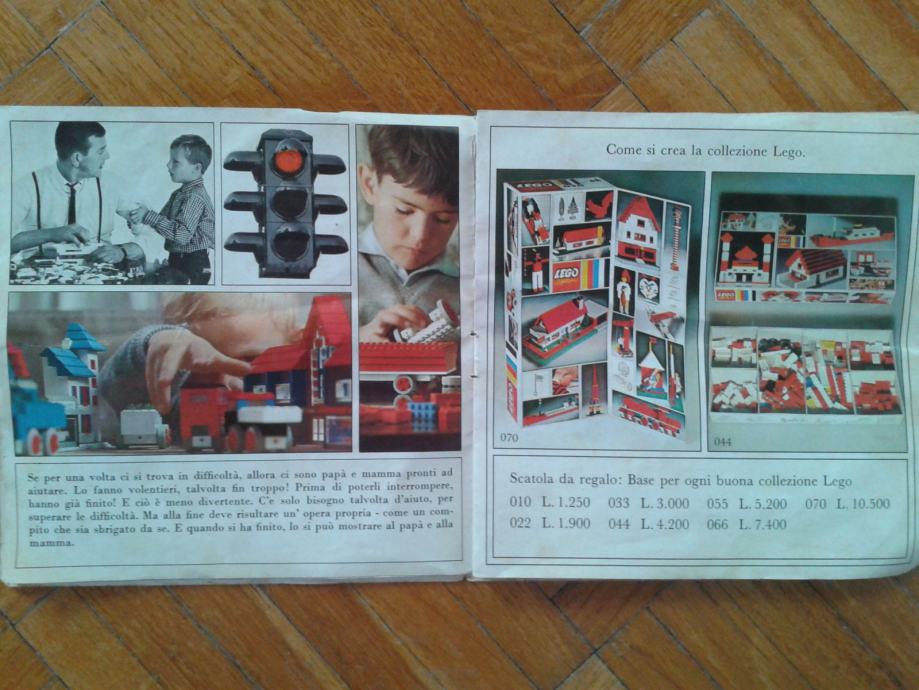 Se per una volta ci si trova in difficoltà, allora ci sono papà e mamma pronti ad
aiutare. Lo fanno volentieri, talvolta fin troppo! Prima di poterli interrompere,
hanno già finito! E ciò è meno divertente. C'e solo bisogno talvolta d'aiuto, per
superare le difficoltà. Ma alla fine deve risultare un' opera propria - come un com-
pito che sia sbrigato da se. E quando si ha finito, lo si può mostrare al papà e alla
mamma.
Come si crea la collezione Lego.
LEGO
LEGO
LEGO
070
044
Scatola da regalo: Base per ogni buona collezione Lego
010 L. 1.250 033 L. 3.000 055 L. 5.200 070 L. 10.500
022 L. 1.900 044 L. 4.200 066 L. 7.400